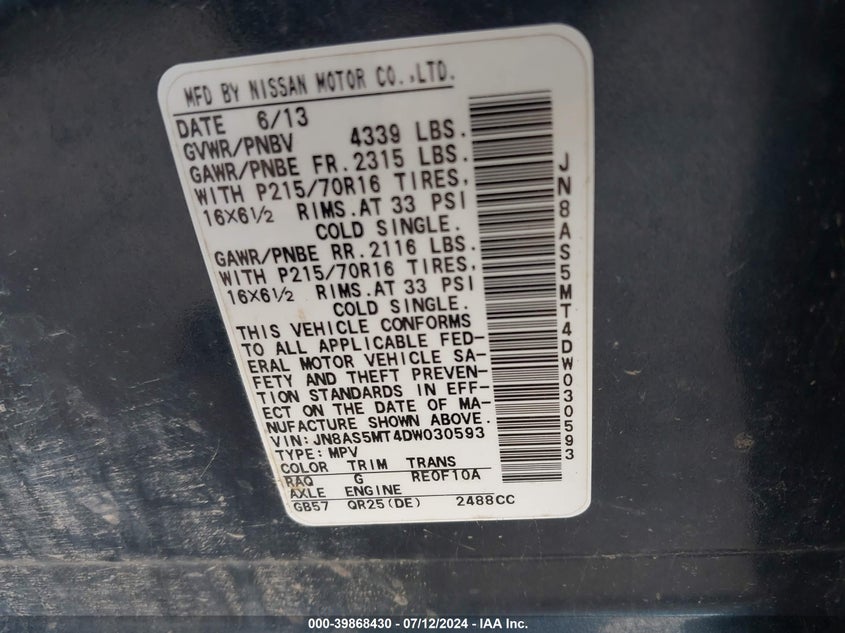 MFD BY NISSAN MOTOR CO.,LTD.
DATE 6/13
GVWR/PNBV 4339 LBS.
GAWR/PNBE FR.2315 LBS.
WITH P215/70R16 TIRES,
16X6½ RIMS.AT 33 PSI
COLD SINGLE.
GAWR/PNBE RR.2116 LBS.
WITH P215/70R16 TIRES,
16X6½ RIMS.AT 33 PSI
COLD SINGLE.
THIS VEHICLE CONFORMS
TO ALL APPLICABLE FED-
ERAL MOTOR VEHICLE SA-
FETY AND THEFT PREVEN-
TION STANDARDS IN EFF-
ECT ON THE DATE OF MA-
NUFACTURE SHOWN ABOVE.
VIN:JN8AS5MT4DW030593
TYPE:MPV
COLOR TRIM TRANS
RAQ G RE0F10A
AXLE ENGINE
GB57 QR25(DE) 2488CC
JN8AS5MT4DW030593
000-39868430 - 07/12/2024 - IAA Inc.